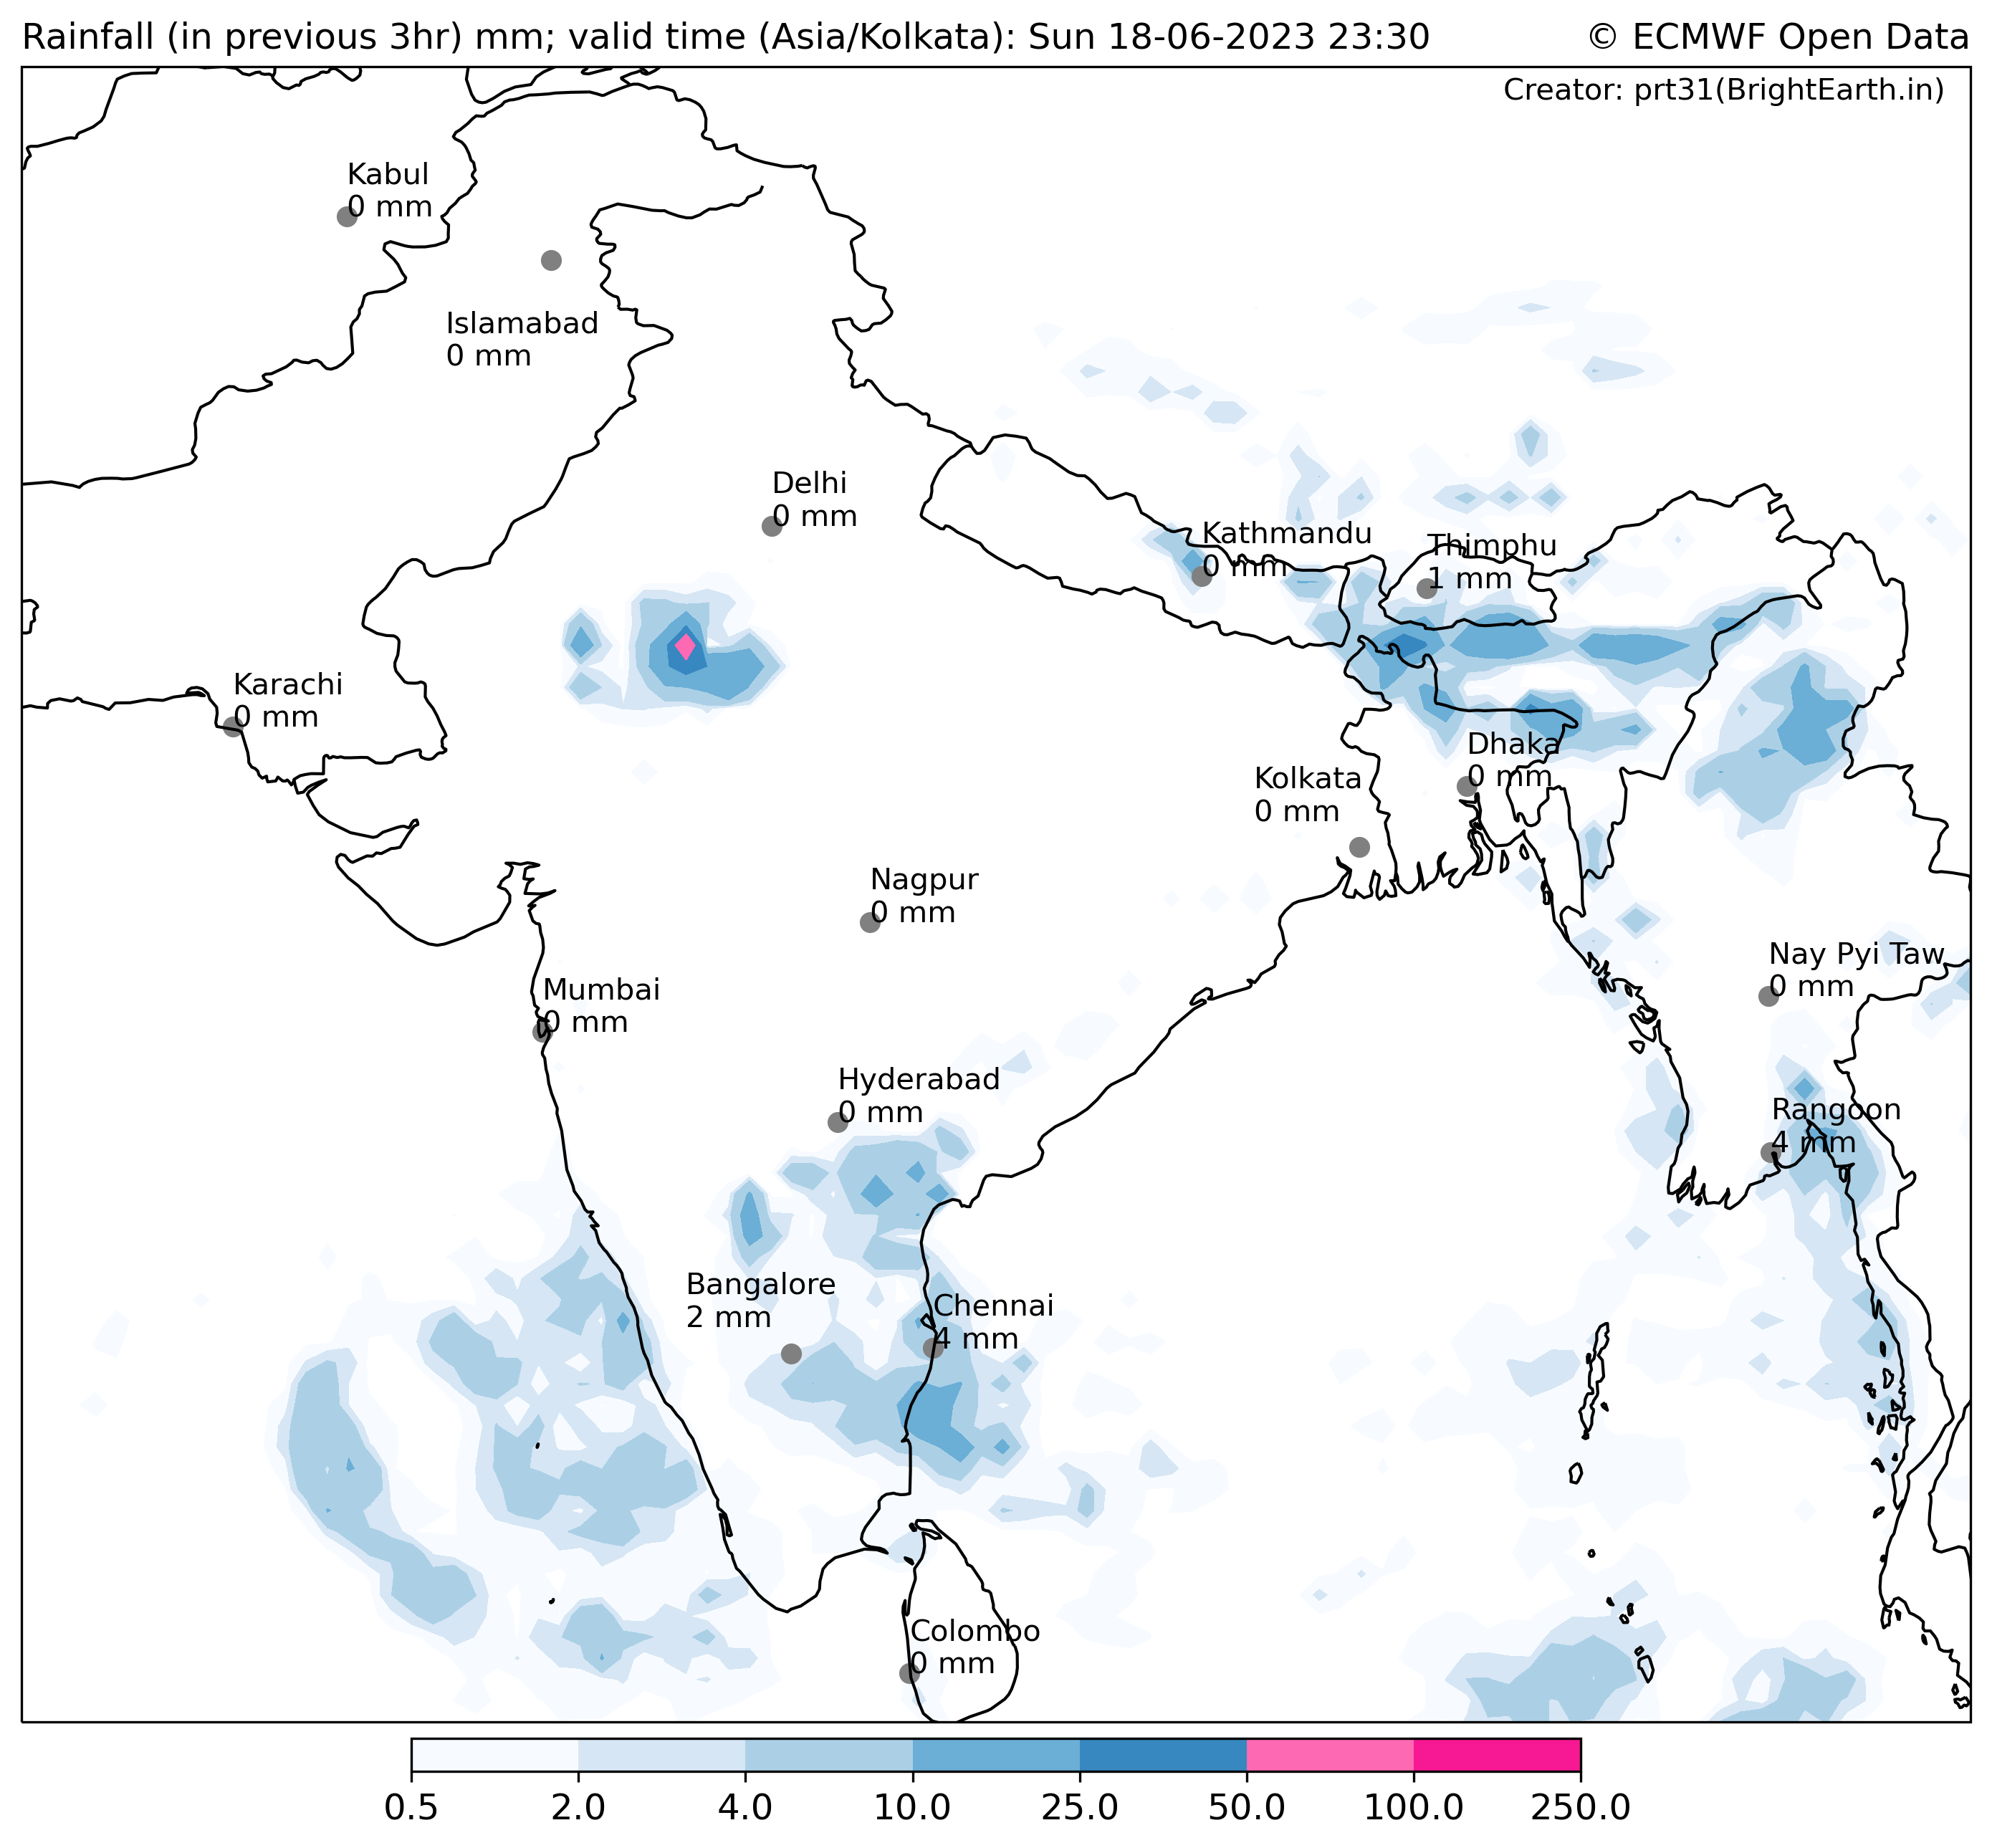 Rainfall (in previous 3hr) mm; valid time (Asia/Kolkata): Sun 18-06-2023 23:30
© ECMWF Open Data
Creator: prt31(BrightEarth.in)
Kabul
0 mm
Islamabad
0 mm
Delhi
0 mm
Kathmandu
0 mm
Thimphu
1 mm
Karachi
0 mm
Dhaka
0 mm
Kolkata
0 mm
Nagpur
0 mm
Nay Pyi Taw
0 mm
Mumbai
0 mm
Hyderabad
0 mm
Rangoon
4 mm
Bangalore
2 mm
Chennai
4 mm
Colombo
0 mm
0.5 2.0 4.0 10.0 25.0 50.0 100.0 250.0